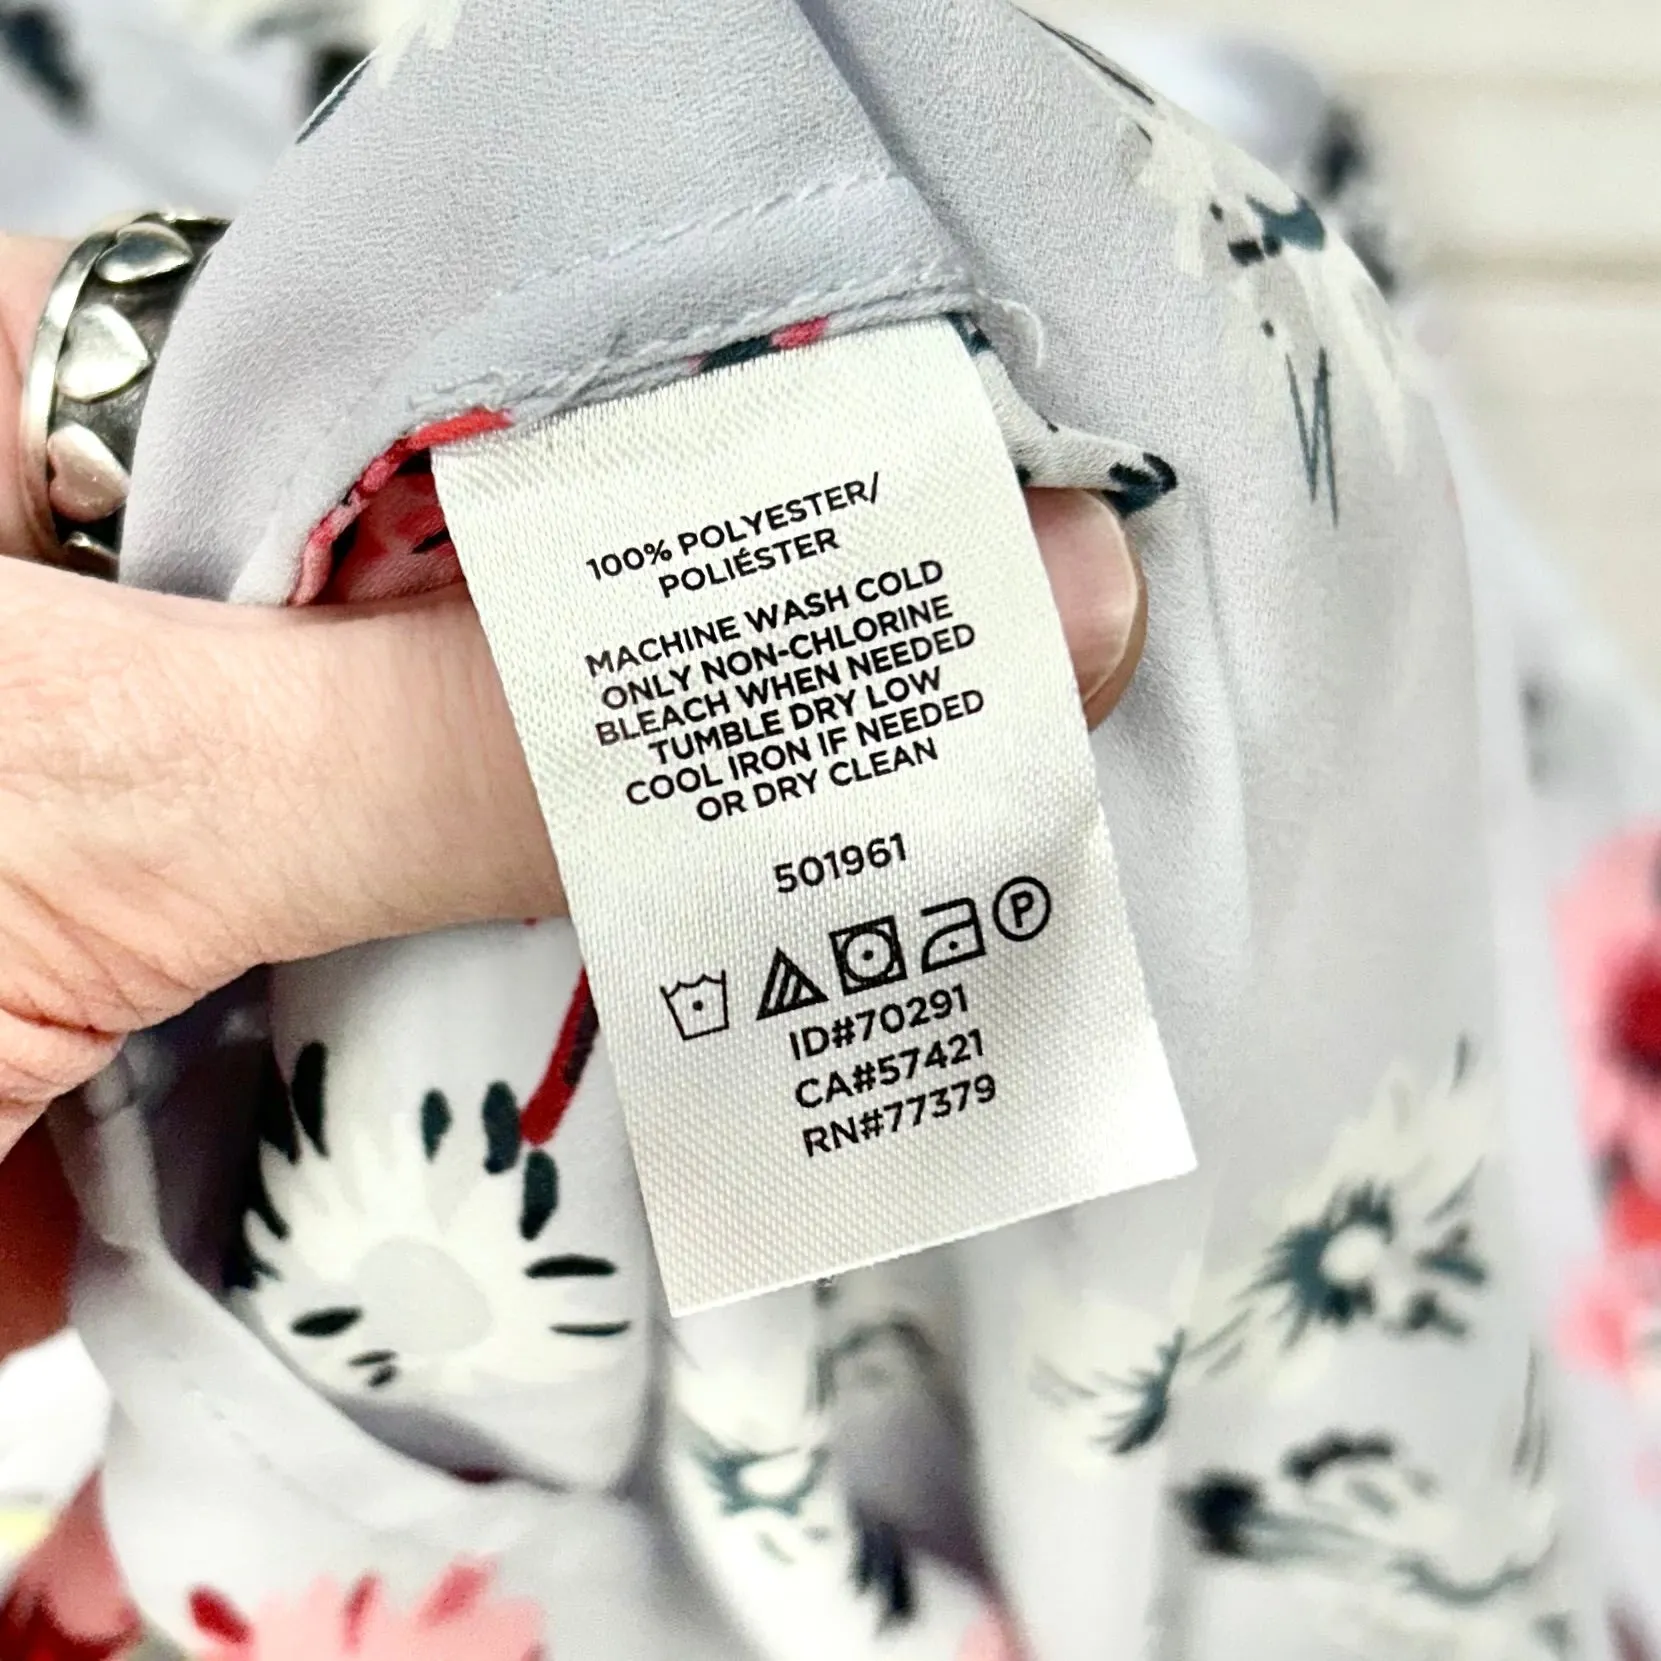 100% POLYESTER/
POLIÉSTER
MACHINE WASH COLD
ONLY NON-CHLORINE
BLEACH WHEN NEEDED
TUMBLE DRY LOW
COOL IRON IF NEEDED
OR DRY CLEAN
501961
P
ID#70291
CA#57421
RN#77379